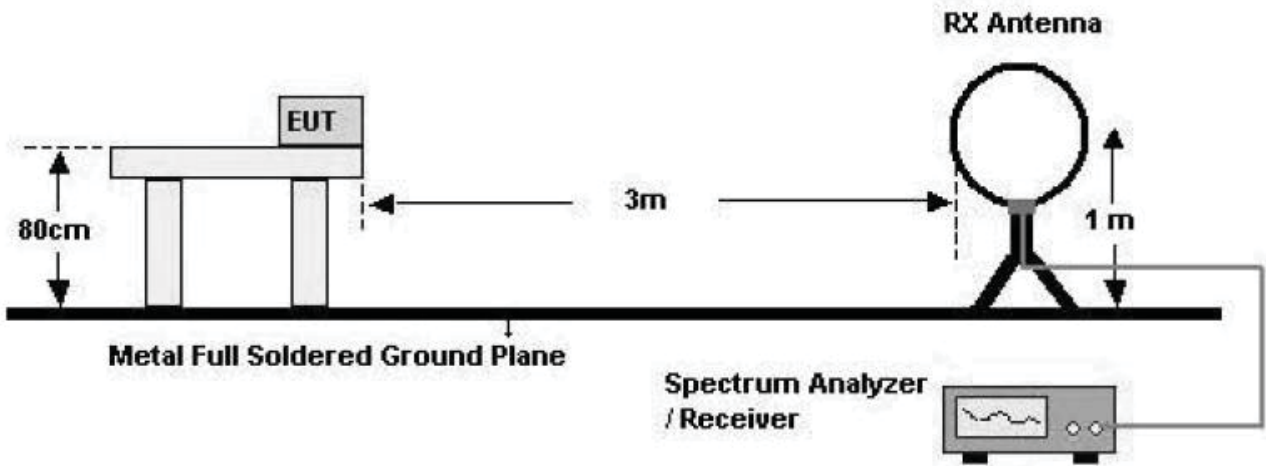 RX Antenna
EUT
3m
80cm
1 m
Metal Full Soldered Ground Plane
Spectrum Analyzer
/ Receiver